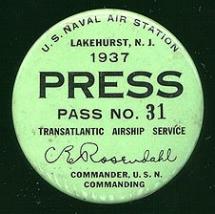 U.S. NAVAL AIR STATION
LAKEHURST, N. J.
1937
PRESS
PASS NO. 31
TRANSATLANTIC AIRSHIP SERVICE
C E Rosendahl
COMMANDER, U. S. N.
COMMANDING